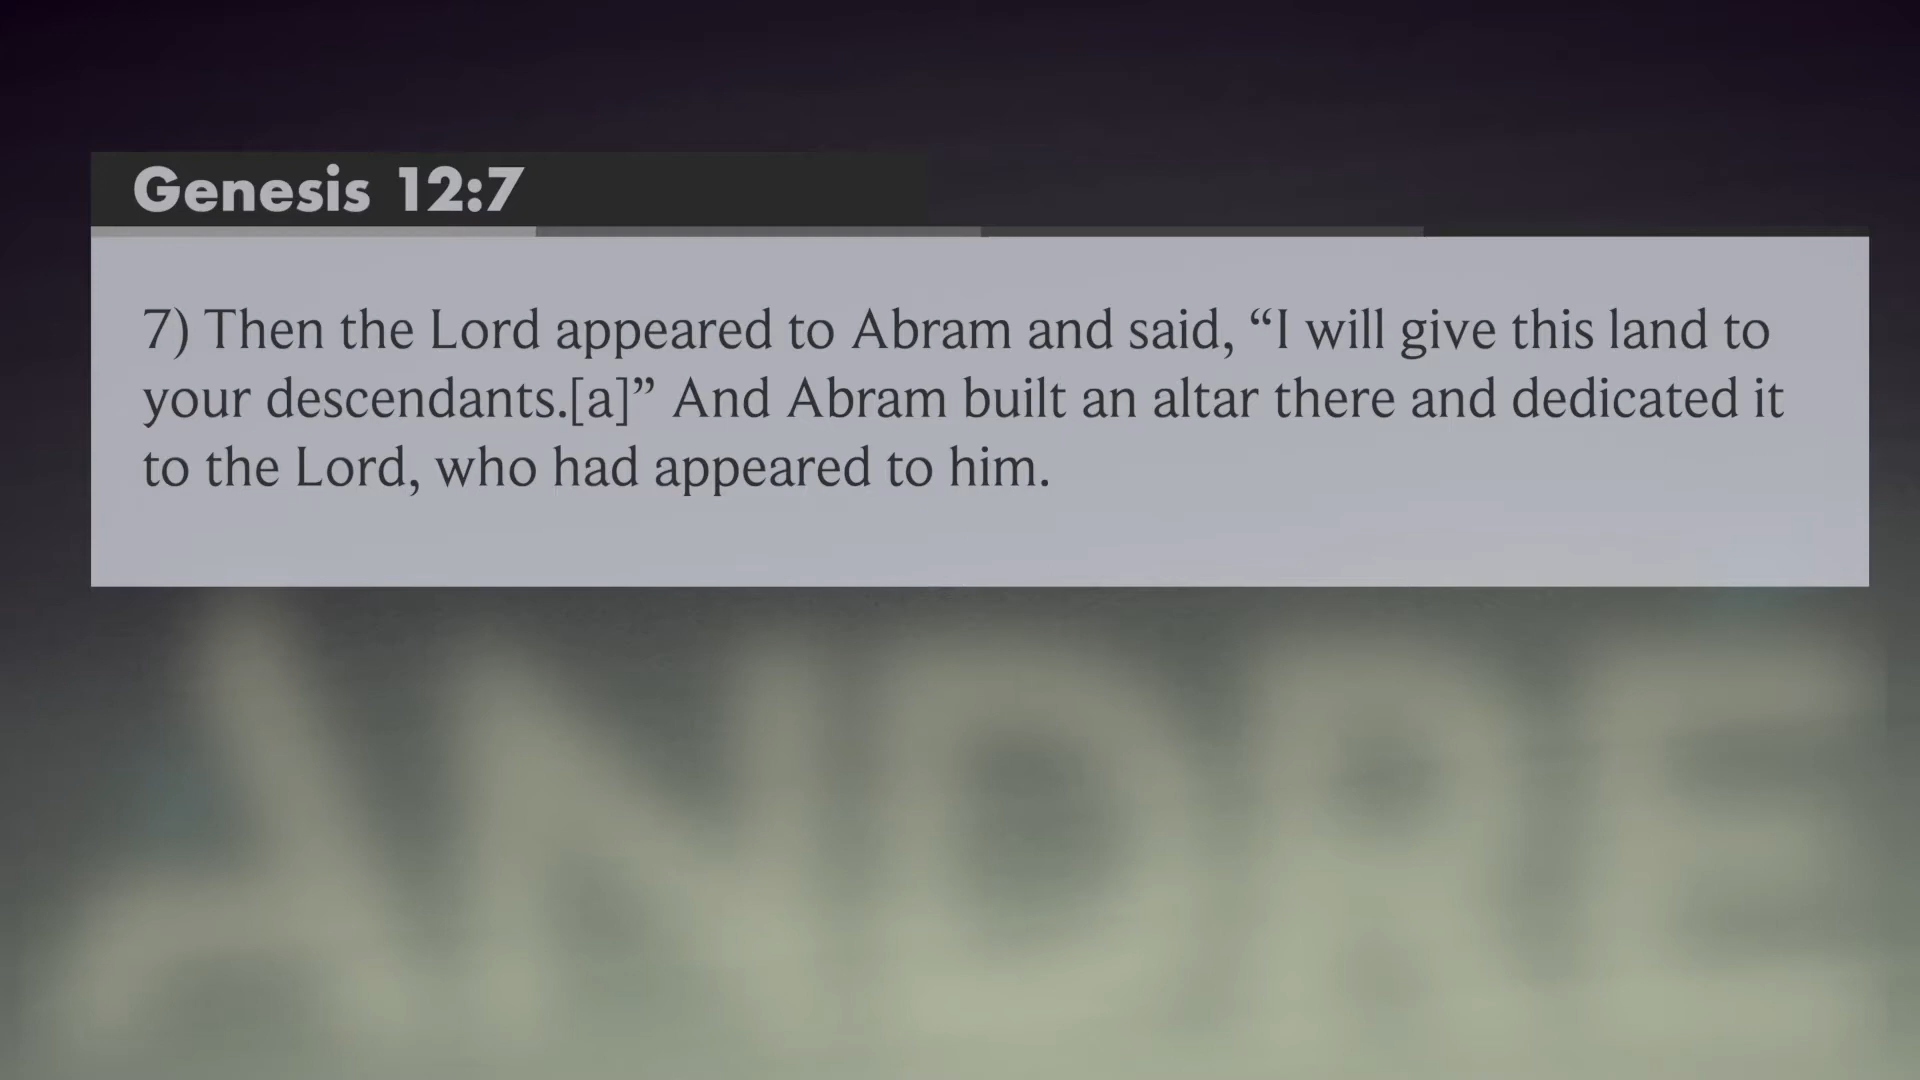 Genesis 12:7
7) Then the Lord appeared to Abram and said, “I will give this land to
your descendants.[a]” And Abram built an altar there and dedicated it
to the Lord, who had appeared to him.
ANDRE